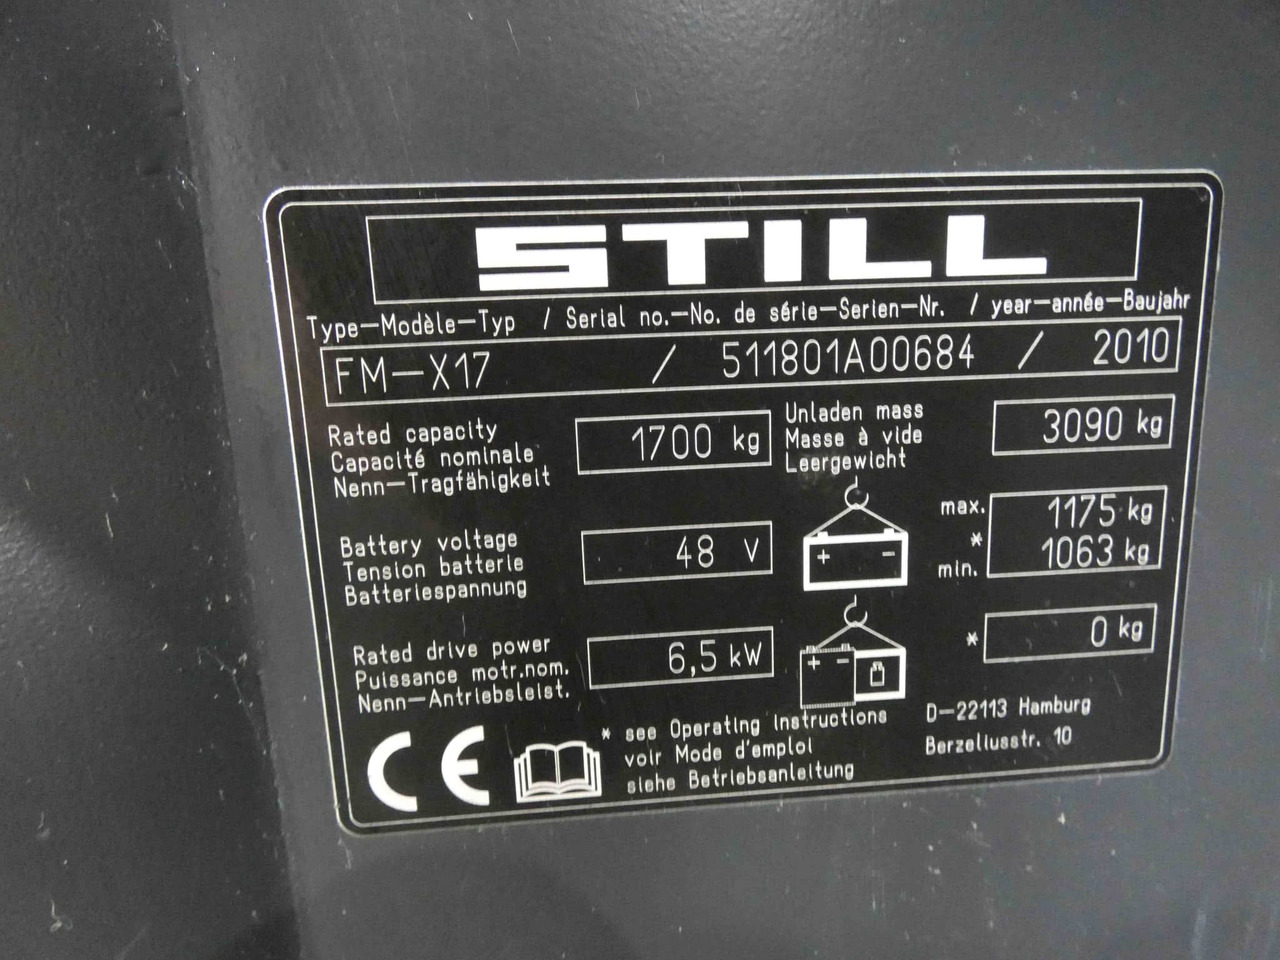 STILL
Type-Modèle-Typ / Serial no.-No. de série-Serien-Nr. / year-année-Baujahr
FM-X17 / 511801A00684 / 2010
Rated capacity
Capacité nominale
Nenn-Tragfähigkeit
1700 kg
Unladen mass
Masse à vide
Leergewicht
3090 kg
Battery voltage
Tension batterie
Batteriespannung
48 V
+ -
max. 1175 kg
*
min. 1063 kg
Rated drive power
Puissance motr.nom.
Nenn-Antriebsleist.
6,5 kW
+ -
* 0 kg
CE
* see Operating Instructions
voir Mode d'emploi
siehe Betriebsanleitung
D-22113 Hamburg
Berzeliusstr. 10